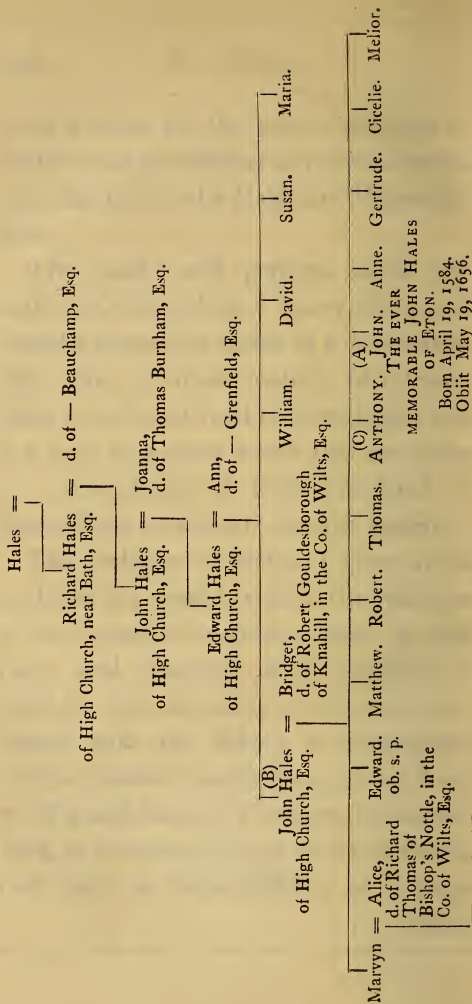 Hales =
Richard Hales = d. of — Beauchamp, Esq.
of High Church, near Bath, Esq.
John Hales = Joanna,
of High Church, Esq. d. of Thomas Burnham, Esq.
Edward Hales = Ann,
of High Church, Esq. d. of — Grenfield, Esq.
(B)
John Hales = Bridget,
of High Church, Esq. d. of Robert Gouldesborough
of Knahill, in the Co. of Wilts, Esq.
William. David. Susan. Maria.
(C) (A)
Marvyn = Alice, Edward. Matthew. Robert. Thomas. ANTHONY. JOHN. Anne. Gertrude. Cicelie. Melior.
d. of Richard ob. s. p. THE EVER
Thomas of MEMORABLE JOHN HALES
Bishop's Nottle, in the OF ETON.
Co. of Wilts, Esq. Born April 19, 1584.
Obiit May 19, 1656.